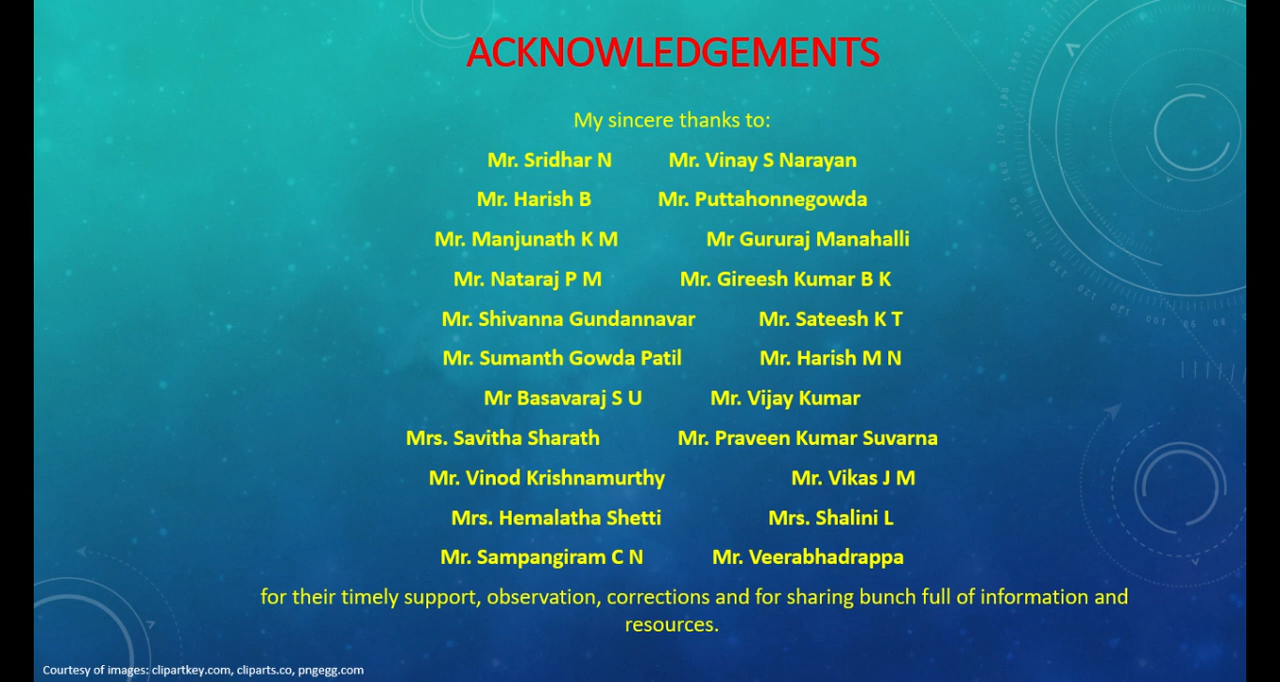 ACKNOWLEDGEMENTS
My sincere thanks to:
Mr. Sridhar N Mr. Vinay S Narayan
Mr. Harish B Mr. Puttahonnegowda
Mr. Manjunath K M Mr Gururaj Manahalli
Mr. Nataraj P M Mr. Gireesh Kumar B K
Mr. Shivanna Gundannavar Mr. Sateesh K T
Mr. Sumanth Gowda Patil Mr. Harish M N
Mr Basavaraj S U Mr. Vijay Kumar
Mrs. Savitha Sharath Mr. Praveen Kumar Suvarna
Mr. Vinod Krishnamurthy Mr. Vikas J M
Mrs. Hemalatha Shetti Mrs. Shalini L
Mr. Sampangiram C N Mr. Veerabhadrappa
for their timely support, observation, corrections and for sharing bunch full of information and
resources.
Courtesy of images: clipartkey.com, cliparts.co, pngegg.com